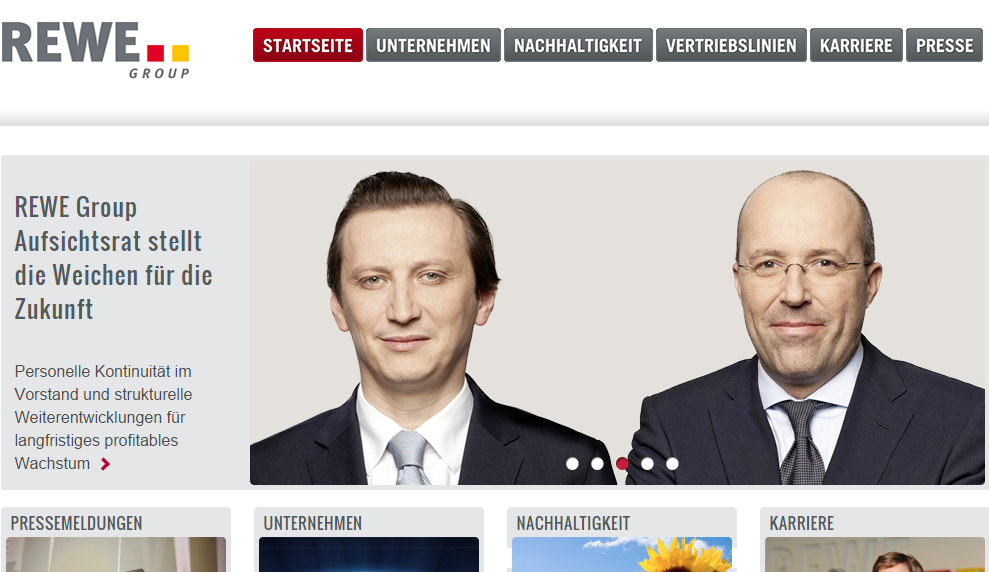 REWE
GROUP
STARTSEITE UNTERNEHMEN NACHHALTIGKEIT VERTRIEBSLINIEN KARRIERE PRESSE
REWE Group
Aufsichtsrat stellt
die Weichen für die
Zukunft
Personelle Kontinuität im
Vorstand und strukturelle
Weiterentwicklungen für
langfristiges profitables
Wachstum
PRESSEMELDUNGEN UNTERNEHMEN NACHHALTIGKEIT KARRIERE
REWE